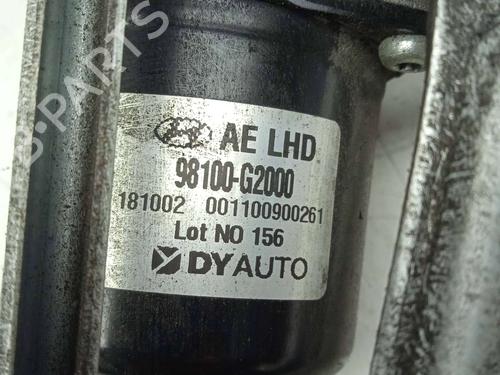 B-PARTS
AE LHD
98100-G2000
181002 001100900261
Lot NO 156
DYAUTO